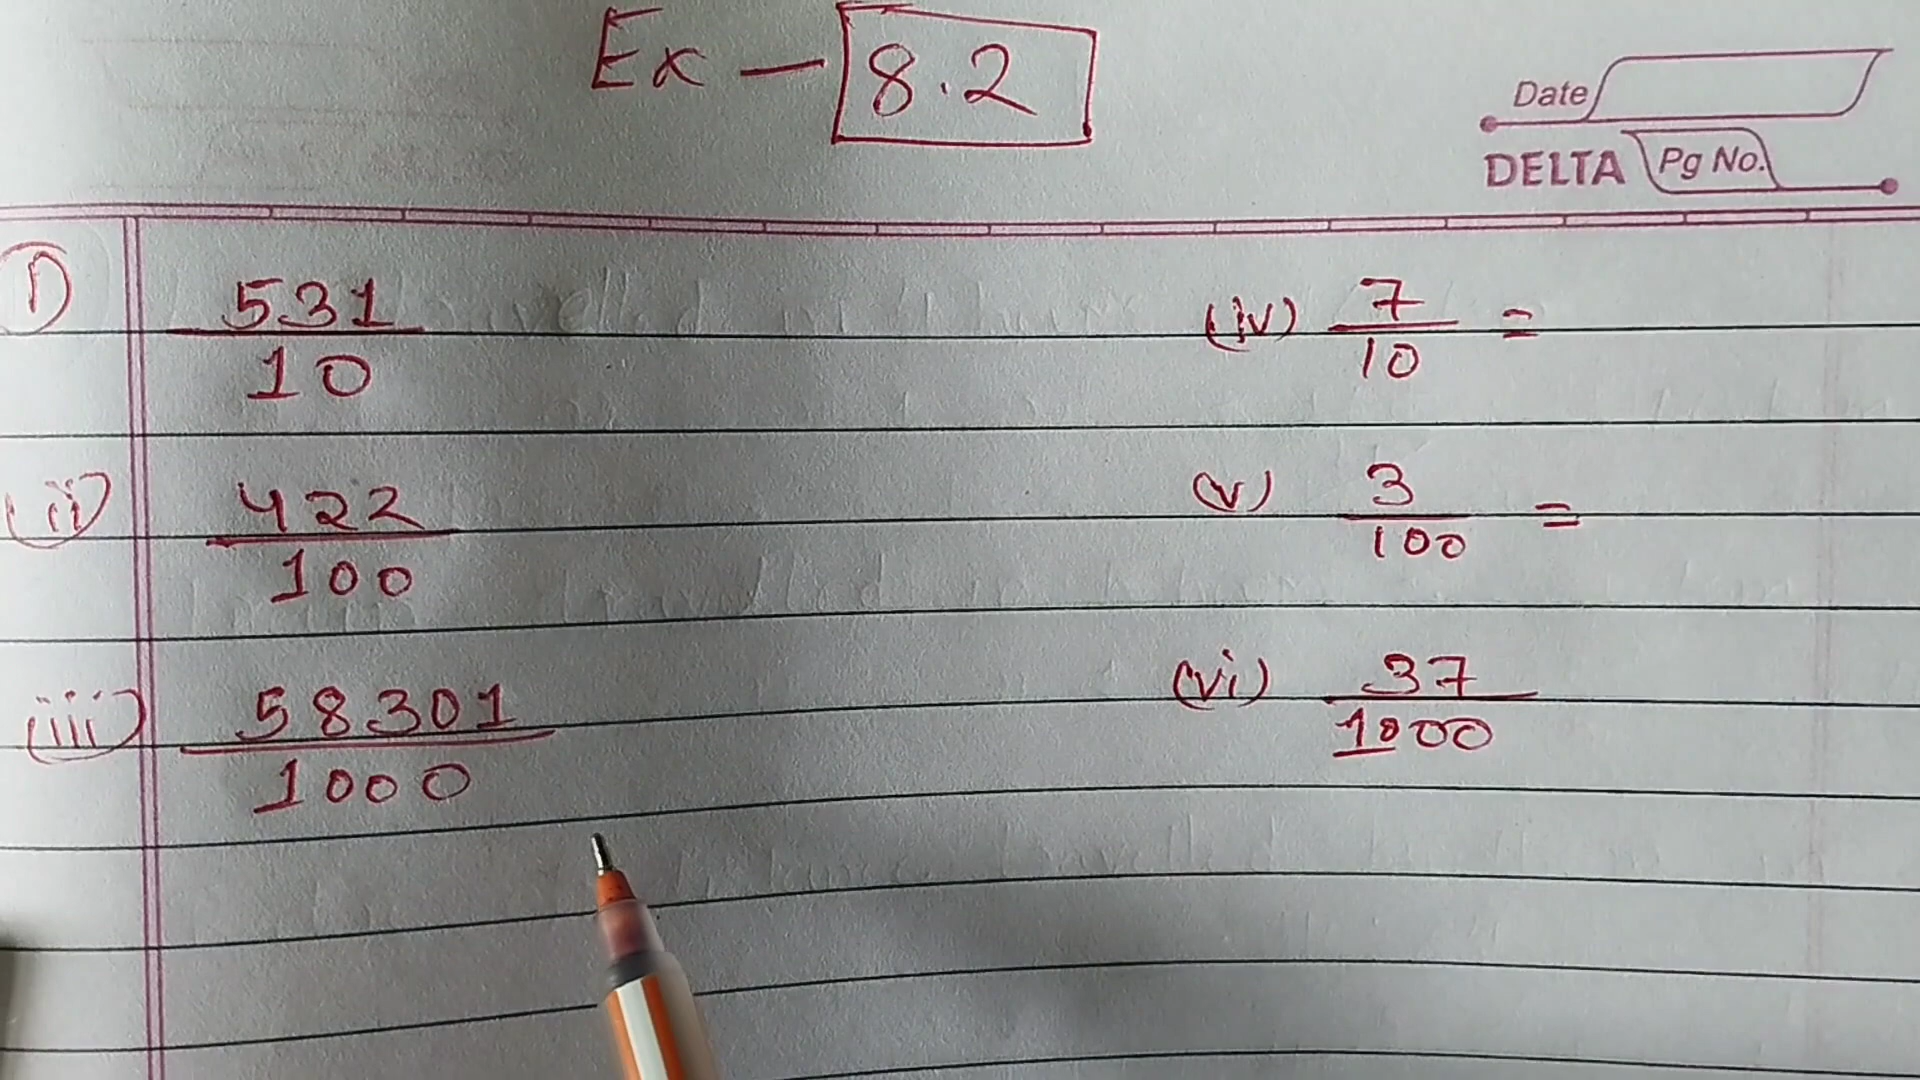 Ex - 8.2
Date
DELTA Pg No.
1) 531/10
(ii) 422/100
(iii) 58301/1000
(iv) 7/10 =
(v) 3/100 =
(vi) 37/1000